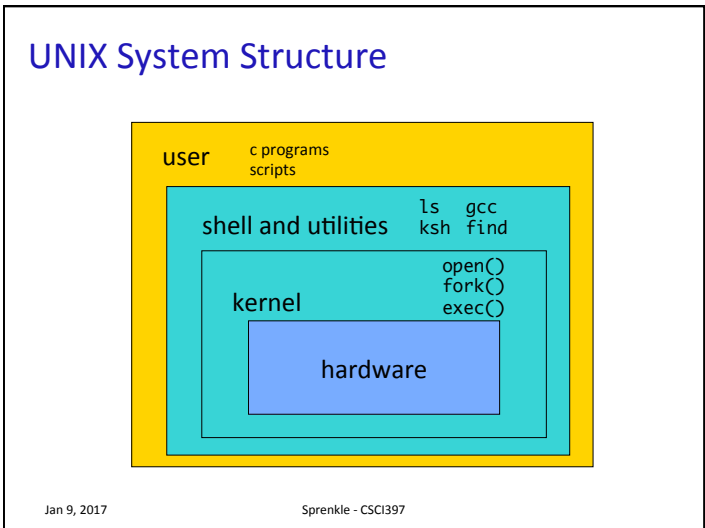 UNIX System Structure
user
c programs
scripts
shell and utilities
ls gcc
ksh find
kernel
open()
fork()
exec()
hardware
Jan 9, 2017
Sprenkle - CSCI397